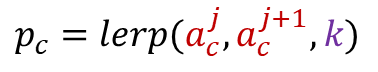 p_c = lerp(a_c^j, a_c^{j+1}, k)